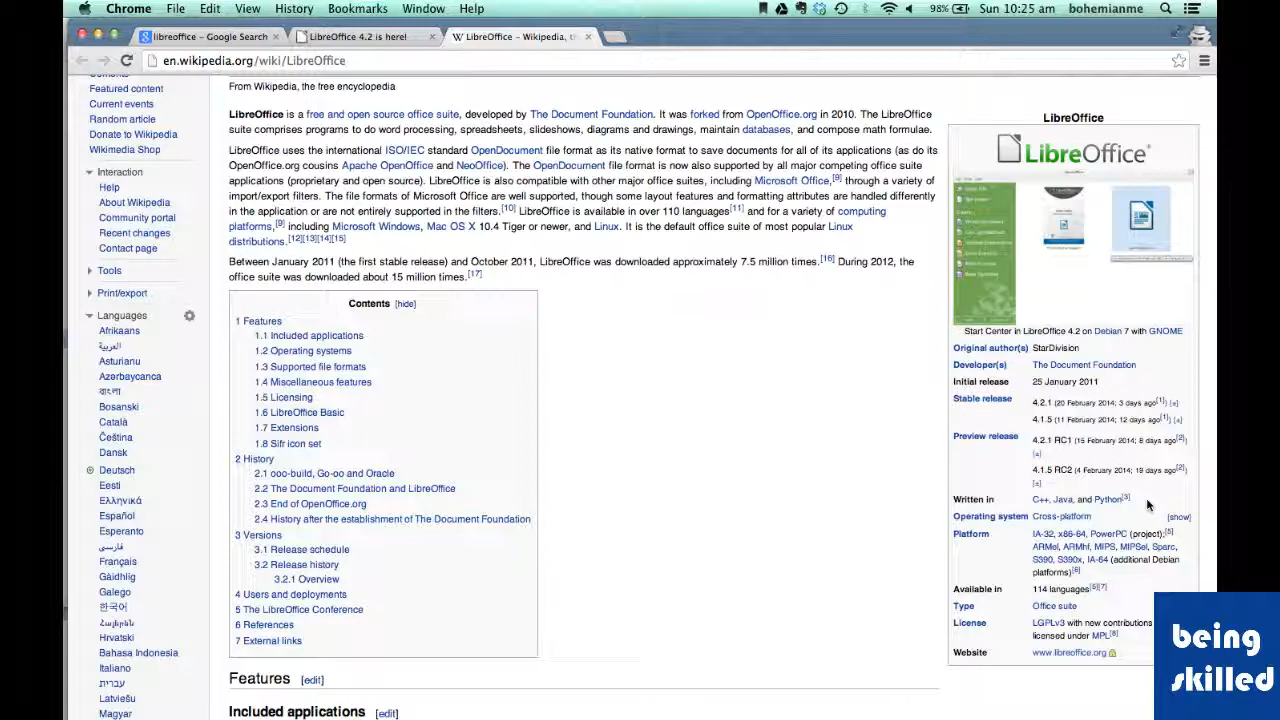 Chrome File Edit View History Bookmarks Window Help 98% Sun 10:25 am bohemianme
libreoffice – Google Search
LibreOffice 4.2 is here!
LibreOffice – Wikipedia, th
en.wikipedia.org/wiki/LibreOffice
Contents
Featured content
Current events
Random article
Donate to Wikipedia
Wikimedia Shop
Interaction
Help
About Wikipedia
Community portal
Recent changes
Contact page
Tools
Print/export
Languages
Afrikaans
العربية
Asturianu
Azərbaycanca
বাংলা
Bosanski
Català
Čeština
Dansk
Deutsch
Eesti
Ελληνικά
Español
Esperanto
فارسی
Français
Gàidhlig
Galego
한국어
Հայերեն
Hrvatski
Bahasa Indonesia
Italiano
עברית
Latviešu
Magyar
From Wikipedia, the free encyclopedia
LibreOffice is a free and open source office suite, developed by The Document Foundation. It was forked from OpenOffice.org in 2010. The LibreOffice
suite comprises programs to do word processing, spreadsheets, slideshows, diagrams and drawings, maintain databases, and compose math formulae.
LibreOffice uses the international ISO/IEC standard OpenDocument file format as its native format to save documents for all of its applications (as do its
OpenOffice.org cousins Apache OpenOffice and NeoOffice). The OpenDocument file format is now also supported by all major competing office suite
applications (proprietary and open source). LibreOffice is also compatible with other major office suites, including Microsoft Office,[9] through a variety of
import/export filters. The file formats of Microsoft Office are well supported, though some layout features and formatting attributes are handled differently
in the application or are not entirely supported in the filters.[10] LibreOffice is available in over 110 languages[11] and for a variety of computing
platforms,[9] including Microsoft Windows, Mac OS X 10.4 Tiger or newer, and Linux. It is the default office suite of most popular Linux
distributions.[12][13][14][15]
Between January 2011 (the first stable release) and October 2011, LibreOffice was downloaded approximately 7.5 million times.[16] During 2012, the
office suite was downloaded about 15 million times.[17]
Contents [hide]
1 Features
1.1 Included applications
1.2 Operating systems
1.3 Supported file formats
1.4 Miscellaneous features
1.5 Licensing
1.6 LibreOffice Basic
1.7 Extensions
1.8 Sifr icon set
2 History
2.1 ooo-build, Go-oo and Oracle
2.2 The Document Foundation and LibreOffice
2.3 End of OpenOffice.org
2.4 History after the establishment of The Document Foundation
3 Versions
3.1 Release schedule
3.2 Release history
3.2.1 Overview
4 Users and deployments
5 The LibreOffice Conference
6 References
7 External links
Features [edit]
Included applications [edit]
LibreOffice
LibreOffice
Start Center in LibreOffice 4.2 on Debian 7 with GNOME
Original author(s) StarDivision
Developer(s) The Document Foundation
Initial release 25 January 2011
Stable release 4.2.1 (20 February 2014; 3 days ago[1]) [±]
4.1.5 (11 February 2014; 12 days ago[1]) [±]
Preview release 4.2.1 RC1 (15 February 2014; 8 days ago[2])
[±]
4.1.5 RC2 (4 February 2014; 19 days ago[2])
[±]
Written in C++, Java, and Python[3]
Operating system Cross-platform [show]
Platform IA-32, x86-64, PowerPC (project);[5]
ARMel, ARMhf, MIPS, MIPSel, Sparc,
S390, S390x, IA-64 (additional Debian
platforms)[6]
Available in 114 languages[5][7]
Type Office suite
License LGPLv3 with new contributions
licensed under MPL[8]
Website www.libreoffice.org
being
skilled